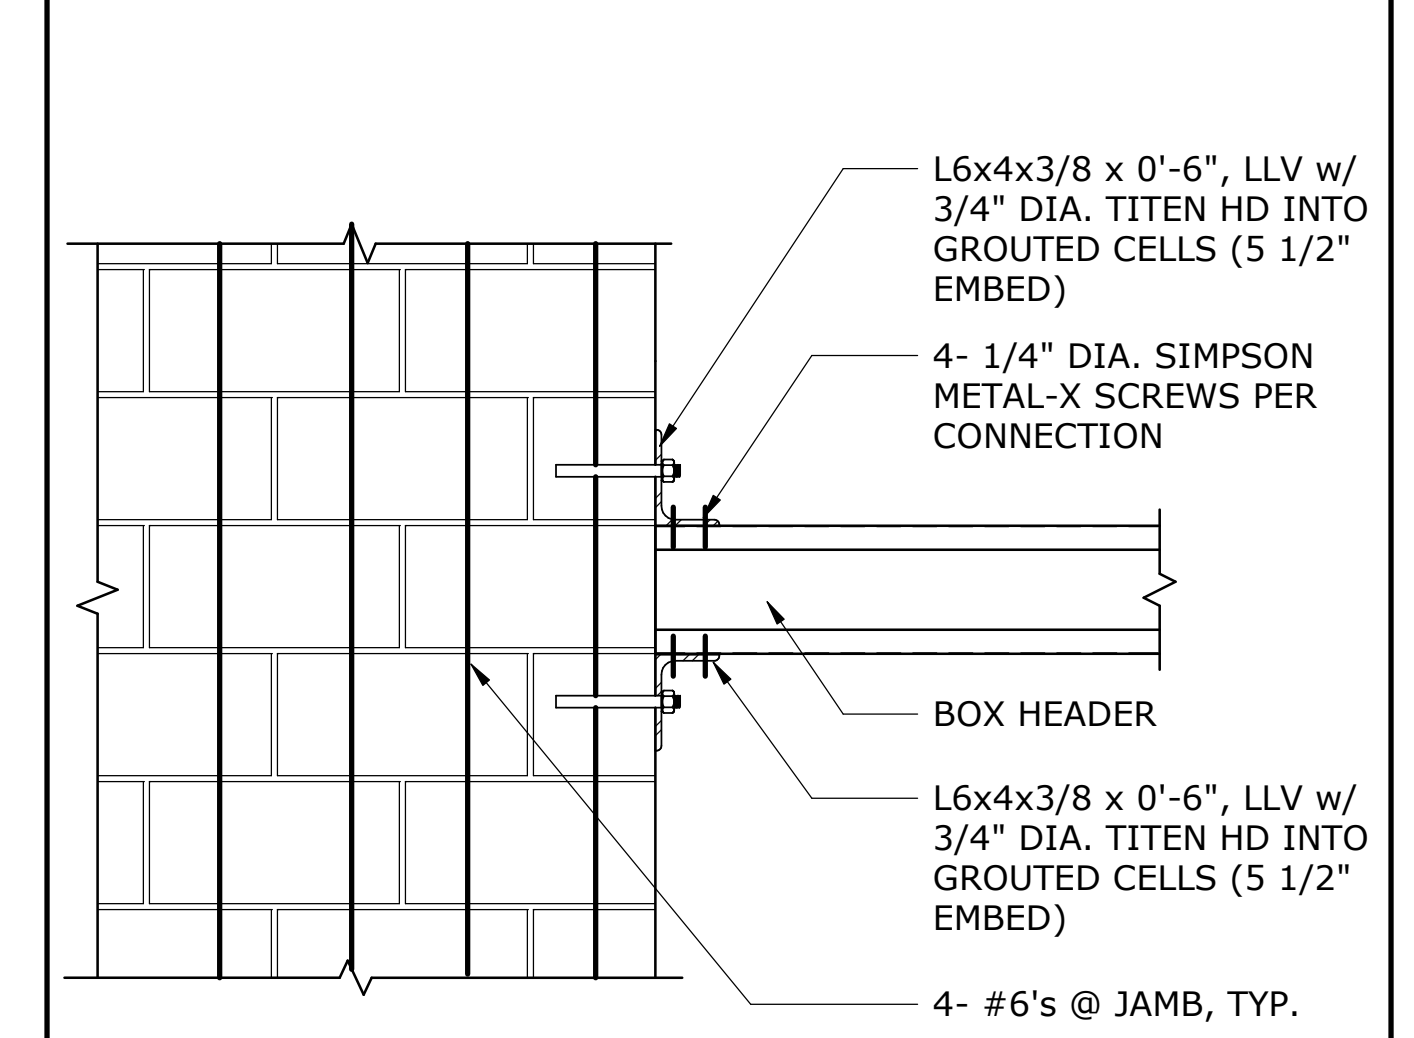 L6x4x3/8 x 0'-6", LLV w/
3/4" DIA. TITEN HD INTO
GROUTED CELLS (5 1/2"
EMBED)
4- 1/4" DIA. SIMPSON
METAL-X SCREWS PER
CONNECTION
BOX HEADER
L6x4x3/8 x 0'-6", LLV w/
3/4" DIA. TITEN HD INTO
GROUTED CELLS (5 1/2"
EMBED)
4- #6's @ JAMB, TYP.